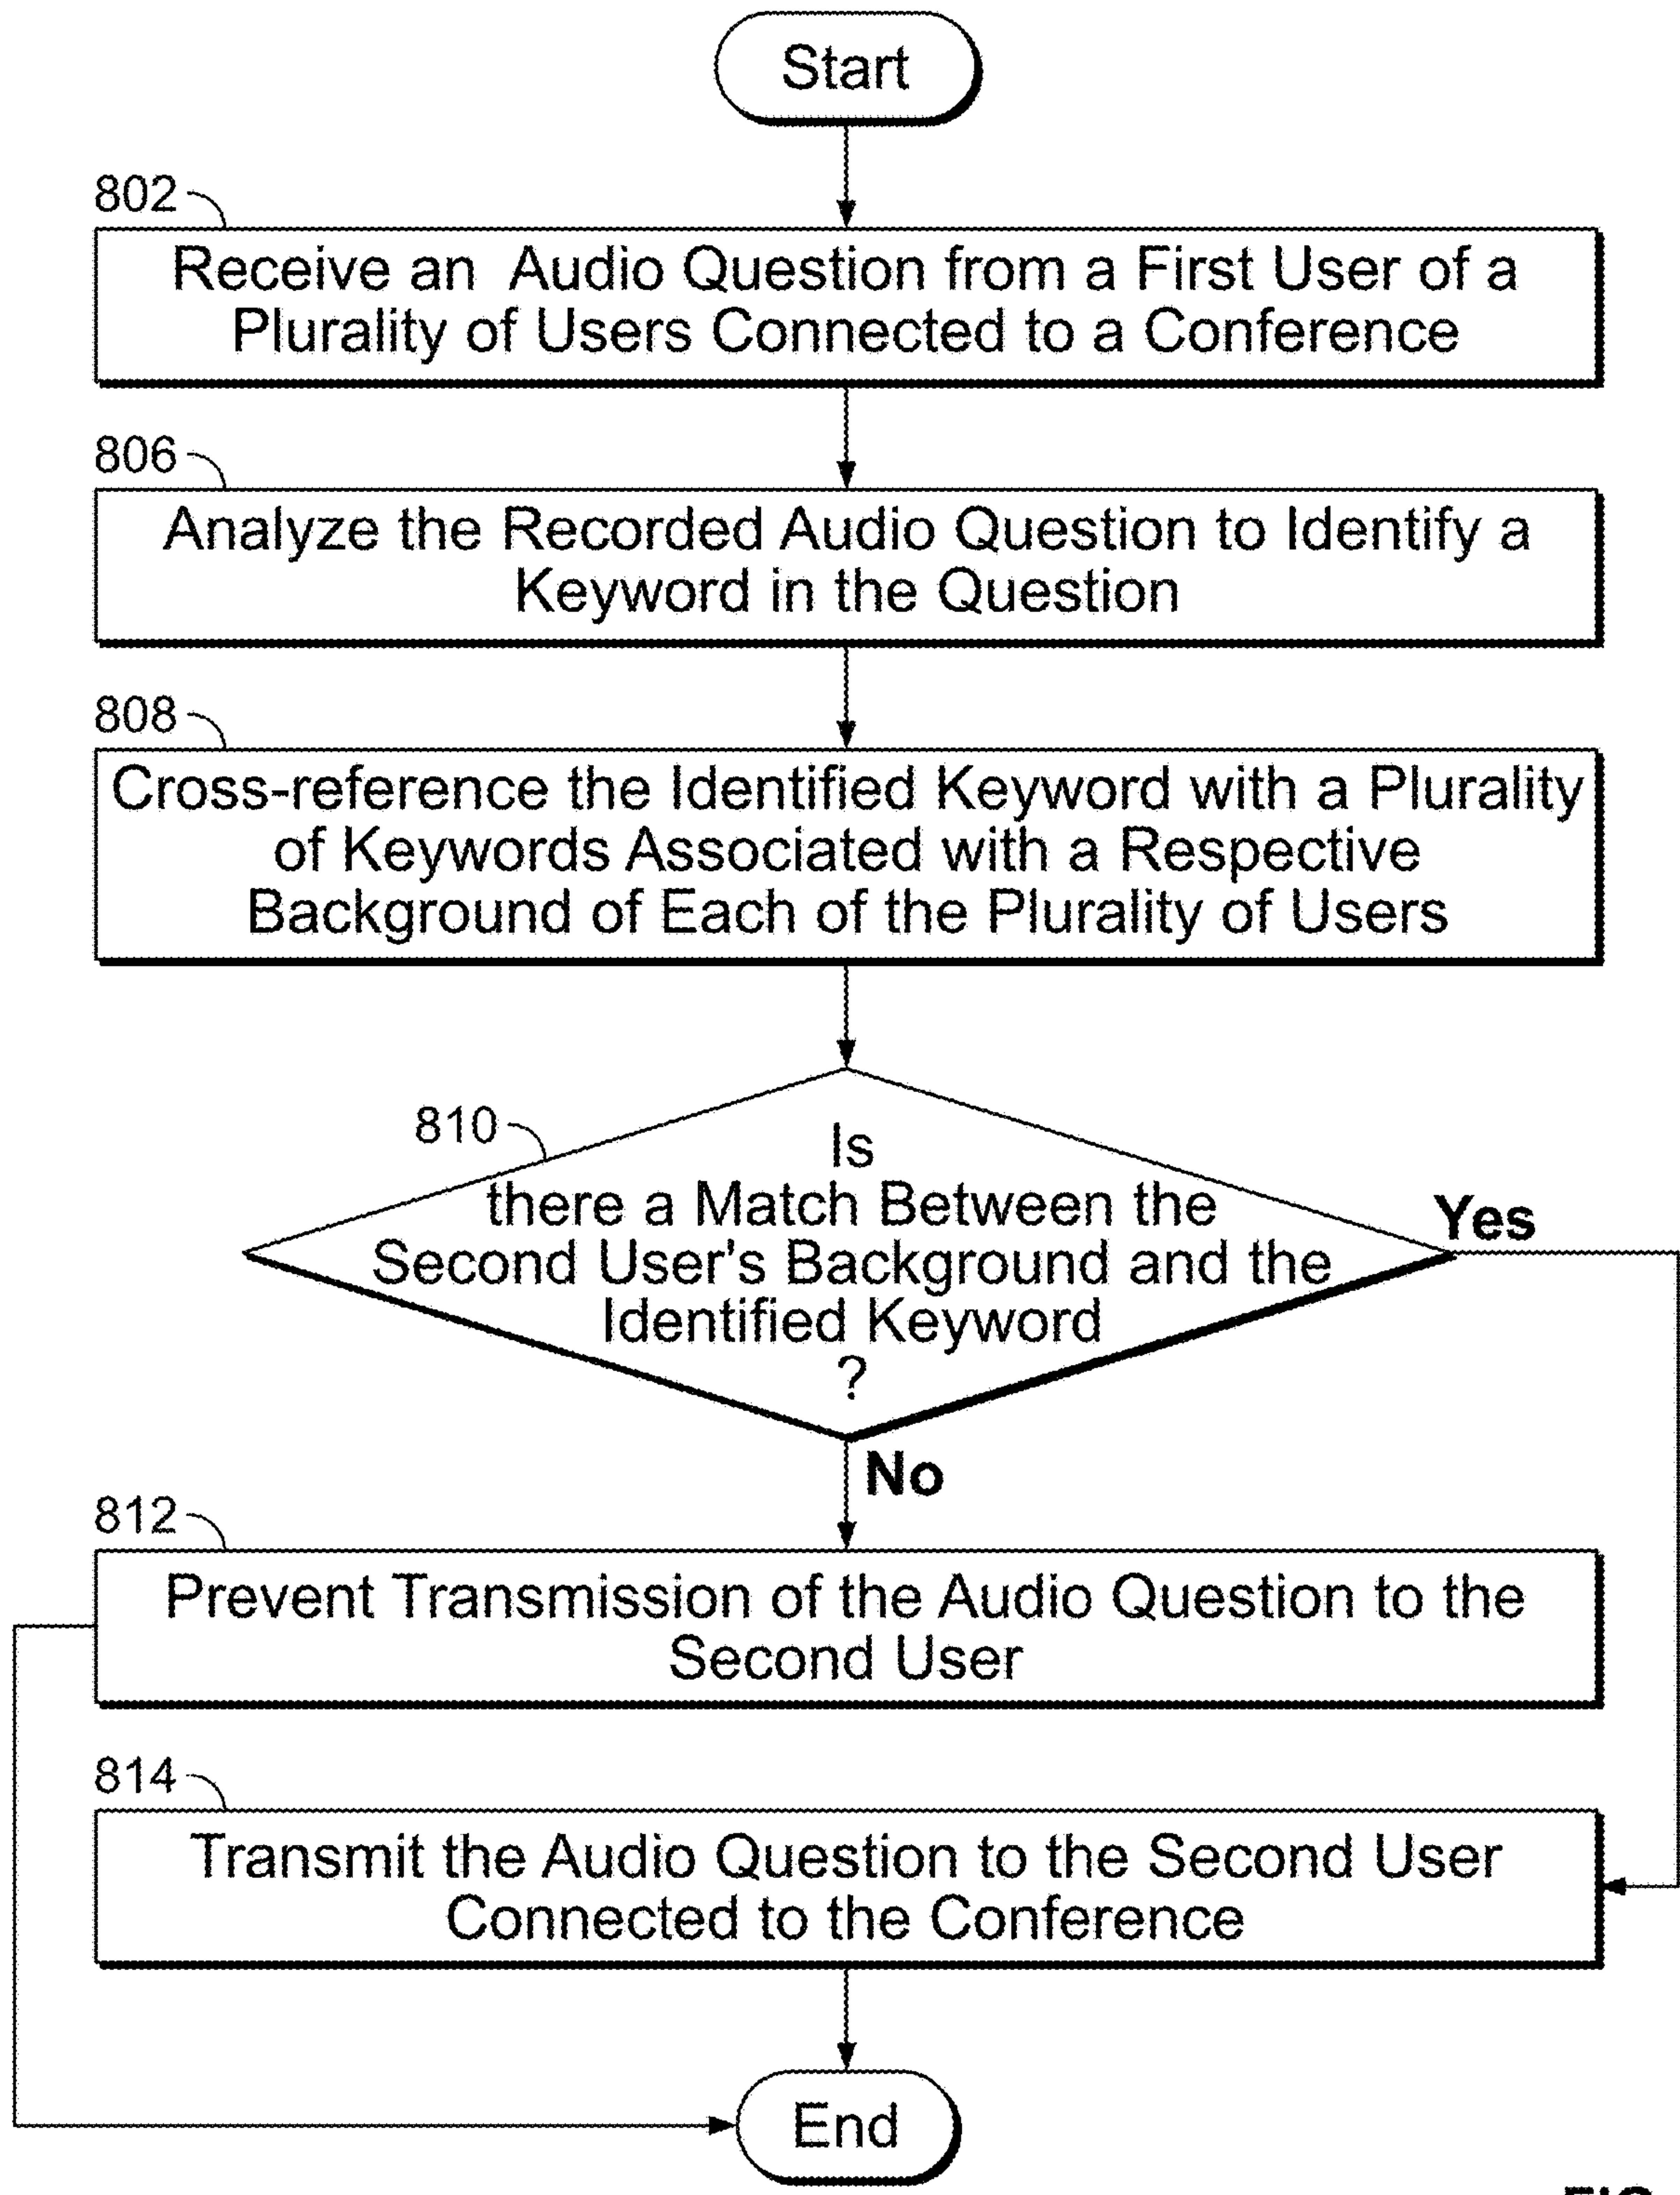 Start
802
Receive an Audio Question from a First User of a
Plurality of Users Connected to a Conference
806
Analyze the Recorded Audio Question to Identify a
Keyword in the Question
808
Cross-reference the Identified Keyword with a Plurality
of Keywords Associated with a Respective
Background of Each of the Plurality of Users
810
Is
there a Match Between the
Second User's Background and the
Identified Keyword
?
Yes
No
812
Prevent Transmission of the Audio Question to the
Second User
814
Transmit the Audio Question to the Second User
Connected to the Conference
End